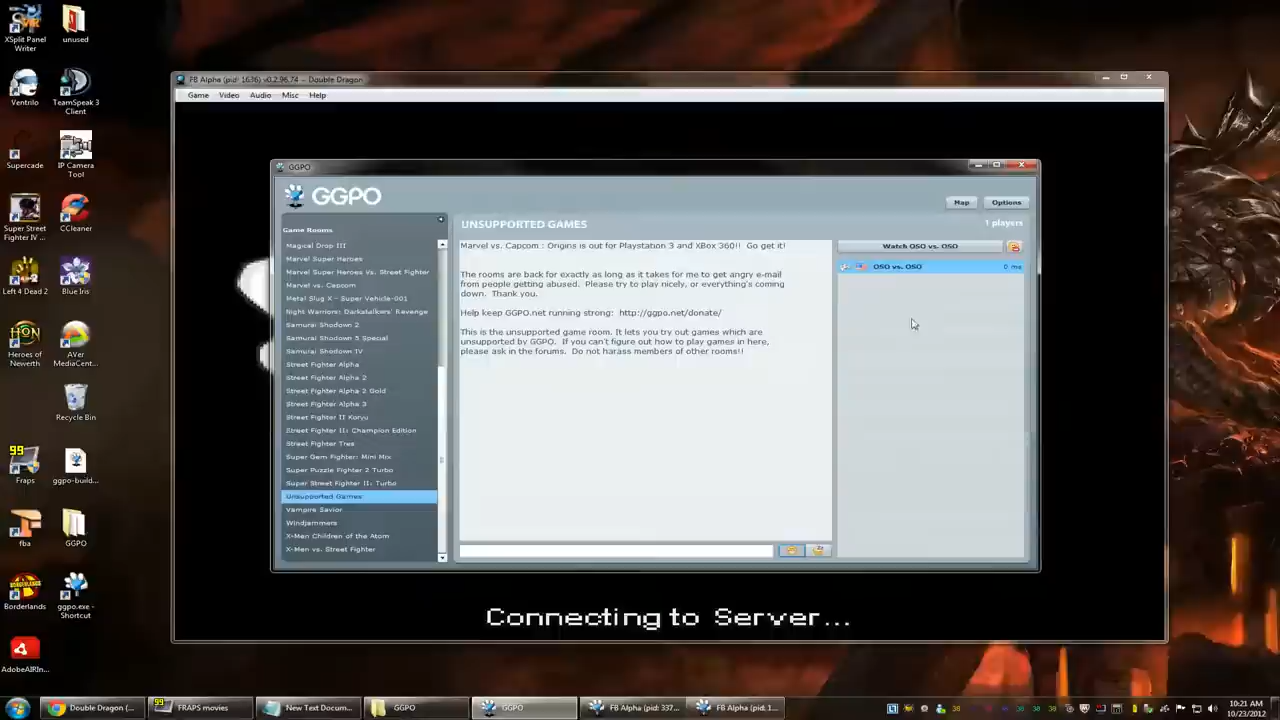 XSplit Panel
Writer
unused
Ventrilo
TeamSpeak 3
Client
Supercade
IP Camera
Tool
Super Street
Fighter IV ...
CCleaner
Left 4 Dead 2
Blue Iris
Heroes of
Newerth
AVer
MediaCent...
Recycle Bin
99
Fraps
ggpo-build...
fba
GGPO
Borderlands
ggpo.exe -
Shortcut
AdobeAIRIn...
FB Alpha (pid: 1636) v0.2.96.74 - Double Dragon
Game Video Audio Misc Help
GGPO
GGPO
Map Options
Game Rooms
Magical Drop III
Marvel Super Heroes
Marvel Super Heroes Vs. Street Fighter
Marvel vs. Capcom
Metal Slug X - Super Vehicle-001
Night Warriors: Darkstalkers' Revenge
Samurai Shodown 2
Samurai Shodown 5 Special
Samurai Shodown IV
Street Fighter Alpha
Street Fighter Alpha 2
Street Fighter Alpha 2 Gold
Street Fighter Alpha 3
Street Fighter II Koryu
Street Fighter II: Champion Edition
Street Fighter Tres
Super Gem Fighter: Mini Mix
Super Puzzle Fighter 2 Turbo
Super Street Fighter II: Turbo
Unsupported Games
Vampire Savior
Windjammers
X-Men Children of the Atom
X-Men vs. Street Fighter
UNSUPPORTED GAMES
1 players
Marvel vs. Capcom : Origins is out for Playstation 3 and XBox 360!! Go get it!
The rooms are back for exactly as long as it takes for me to get angry e-mail
from people getting abused. Please try to play nicely, or everything's coming
down. Thank you.
Help keep GGPO.net running strong: http://ggpo.net/donate/
This is the unsupported game room. It lets you try out games which are
unsupported by GGPO. If you can't figure out how to play games in here,
please ask in the forums. Do not harass members of other rooms!!
Watch OSO vs. OSO
OSO vs. OSO 0 ms
Connecting to Server...
Double Dragon (...
99
FRAPS movies
New Text Docum...
GGPO
GGPO
FB Alpha (pid: 337...
FB Alpha (pid: 1...
38
38 38 38
10:21 AM
10/23/2012